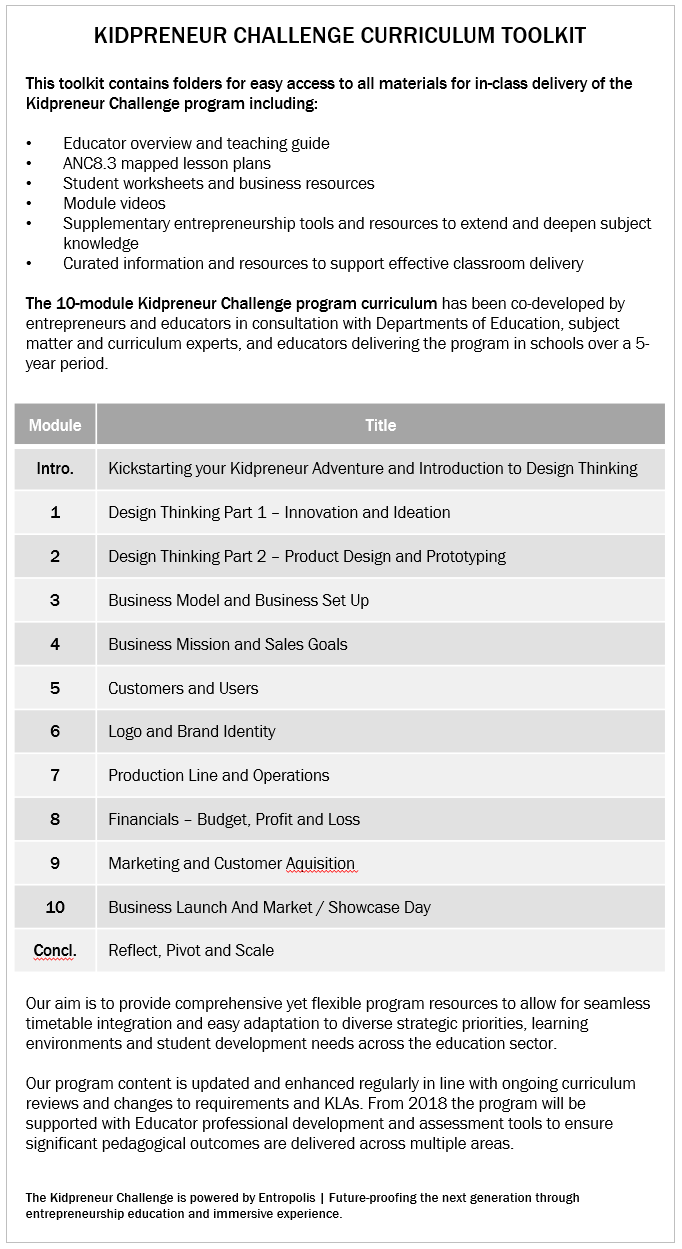 KIDPRENEUR CHALLENGE CURRICULUM TOOLKIT
This toolkit contains folders for easy access to all materials for in-class delivery of the
Kidpreneur Challenge program including:
• Educator overview and teaching guide
• ANC8.3 mapped lesson plans
• Student worksheets and business resources
• Module videos
• Supplementary entrepreneurship tools and resources to extend and deepen subject
knowledge
• Curated information and resources to support effective classroom delivery
The 10-module Kidpreneur Challenge program curriculum has been co-developed by
entrepreneurs and educators in consultation with Departments of Education, subject
matter and curriculum experts, and educators delivering the program in schools over a 5-
year period.
Module Title
Intro. Kickstarting your Kidpreneur Adventure and Introduction to Design Thinking
1 Design Thinking Part 1 – Innovation and Ideation
2 Design Thinking Part 2 – Product Design and Prototyping
3 Business Model and Business Set Up
4 Business Mission and Sales Goals
5 Customers and Users
6 Logo and Brand Identity
7 Production Line and Operations
8 Financials – Budget, Profit and Loss
9 Marketing and Customer Aquisition
10 Business Launch And Market / Showcase Day
Concl. Reflect, Pivot and Scale
Our aim is to provide comprehensive yet flexible program resources to allow for seamless
timetable integration and easy adaptation to diverse strategic priorities, learning
environments and student development needs across the education sector.
Our program content is updated and enhanced regularly in line with ongoing curriculum
reviews and changes to requirements and KLAs. From 2018 the program will be
supported with Educator professional development and assessment tools to ensure
significant pedagogical outcomes are delivered across multiple areas.
The Kidpreneur Challenge is powered by Entropolis | Future-proofing the next generation through
entrepreneurship education and immersive experience.